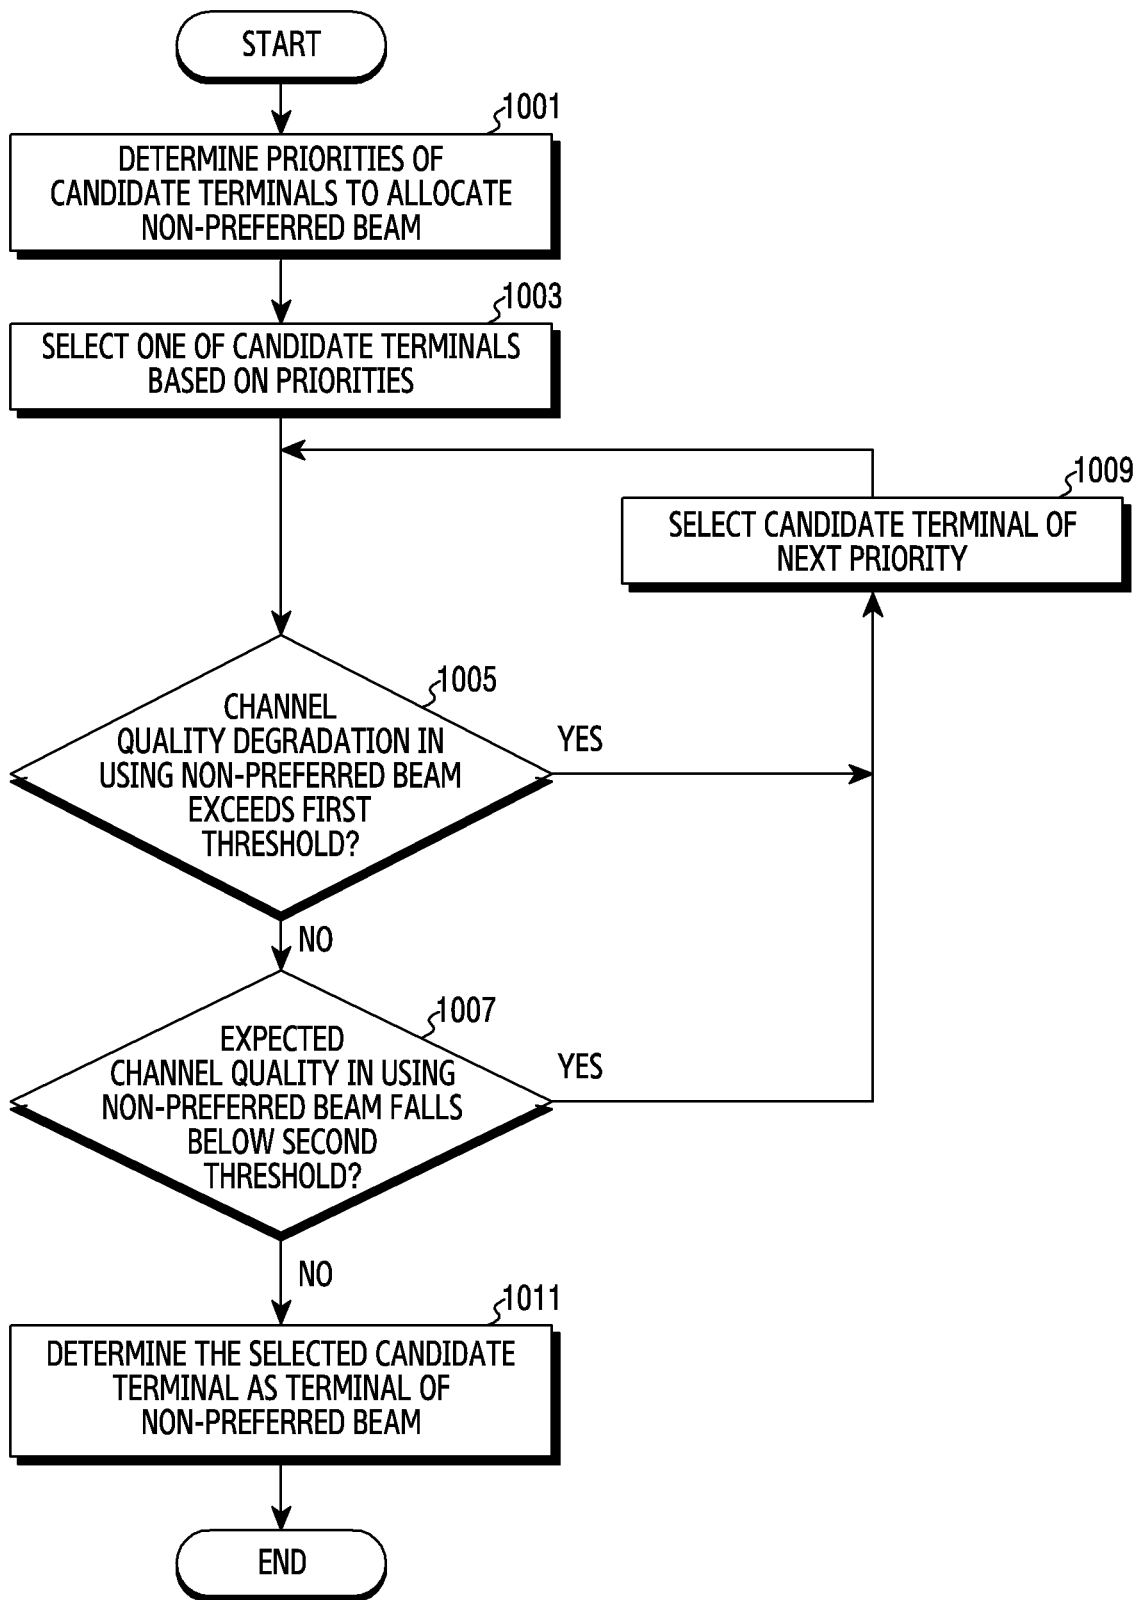 START
1001
DETERMINE PRIORITIES OF
CANDIDATE TERMINALS TO ALLOCATE
NON-PREFERRED BEAM
1003
SELECT ONE OF CANDIDATE TERMINALS
BASED ON PRIORITIES
1009
SELECT CANDIDATE TERMINAL OF
NEXT PRIORITY
1005
CHANNEL
QUALITY DEGRADATION IN
USING NON-PREFERRED BEAM
EXCEEDS FIRST
THRESHOLD?
YES
NO
1007
EXPECTED
CHANNEL QUALITY IN USING
NON-PREFERRED BEAM FALLS
BELOW SECOND
THRESHOLD?
YES
NO
1011
DETERMINE THE SELECTED CANDIDATE
TERMINAL AS TERMINAL OF
NON-PREFERRED BEAM
END